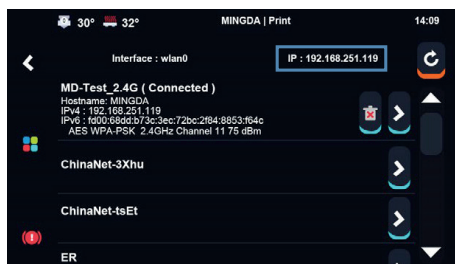 30° 32° MINGDA | Print 14:09
Interface : wlan0 IP : 192.168.251.119
MD-Test_2.4G ( Connected )
Hostname: MINGDA
IPv4 : 192.168.251.119
IPv6 : fd00:68dd:b73c:3ec:72bc:2f84:8853:f64c
AES WPA-PSK 2.4GHz Channel 11 75 dBm
ChinaNet-3Xhu
ChinaNet-tsEt
ER